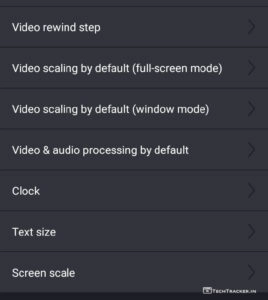 Video rewind step
Video scaling by default (full-screen mode)
Video scaling by default (window mode)
Video & audio processing by default
Clock
Text size
Screen scale
TechTracker.in